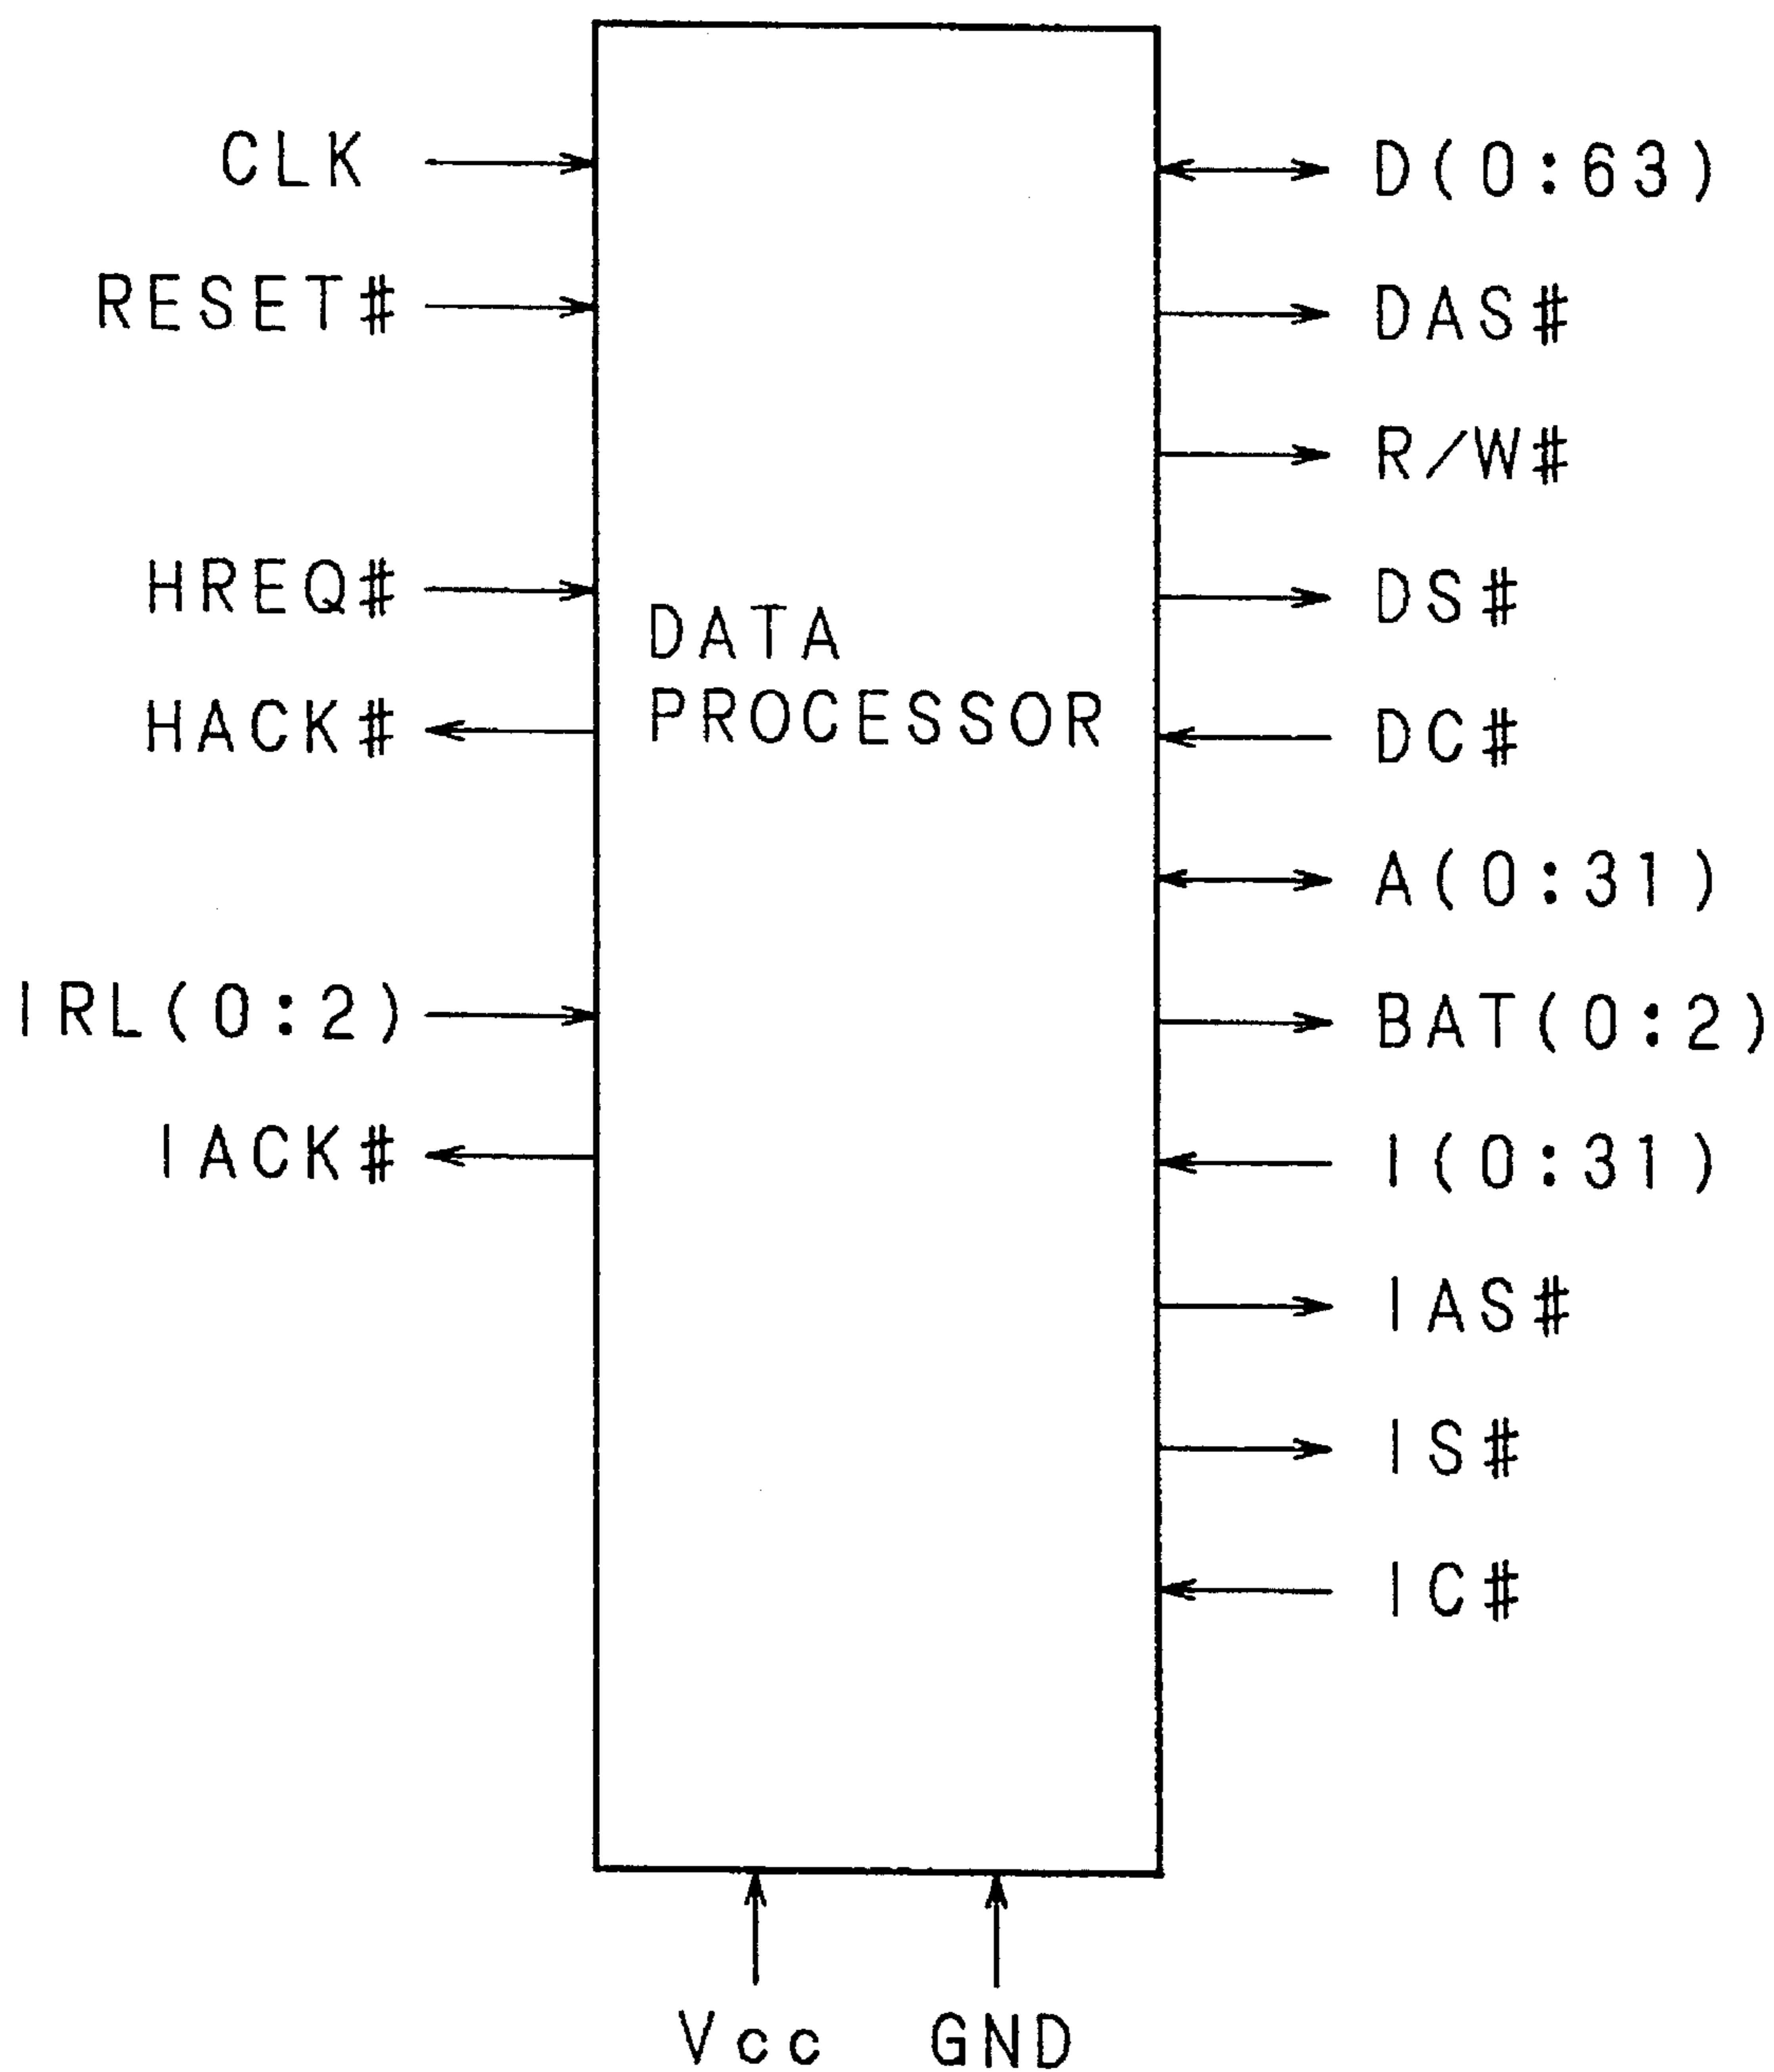 CLK
RESET#
HREQ#
HACK#
IRL(0:2)
IACK#
DATA
PROCESSOR
D(0:63)
DAS#
R/W#
DS#
DC#
A(0:31)
BAT(0:2)
I(0:31)
IAS#
IS#
IC#
Vcc
GND